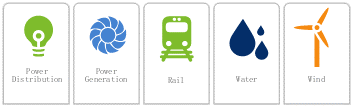 Power
Distribution
Power
Generation
Rail
Water
Wind